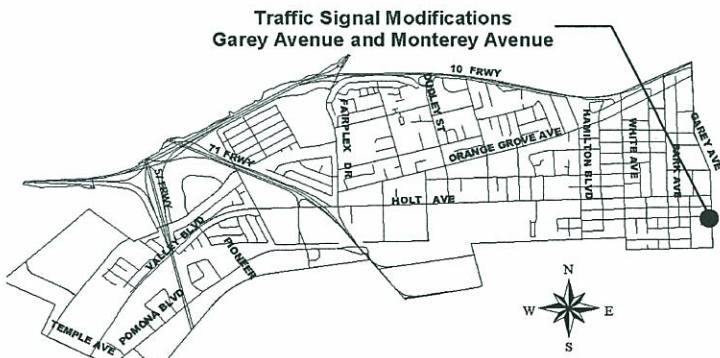 Traffic Signal Modifications
Garey Avenue and Monterey Avenue
10 FRWY
DUDLEY ST
FAIRPLEX DR
71 FRWY
ORANGE GROVE AVE
HAMILTON BLVD
WHITE AVE
GAREY AVE
PARK AVE
57 FRWY
HOLT AVE
VALLEY BLVD
PIONEER
POMONA BLVD
TEMPLE AVE
N
W E
S